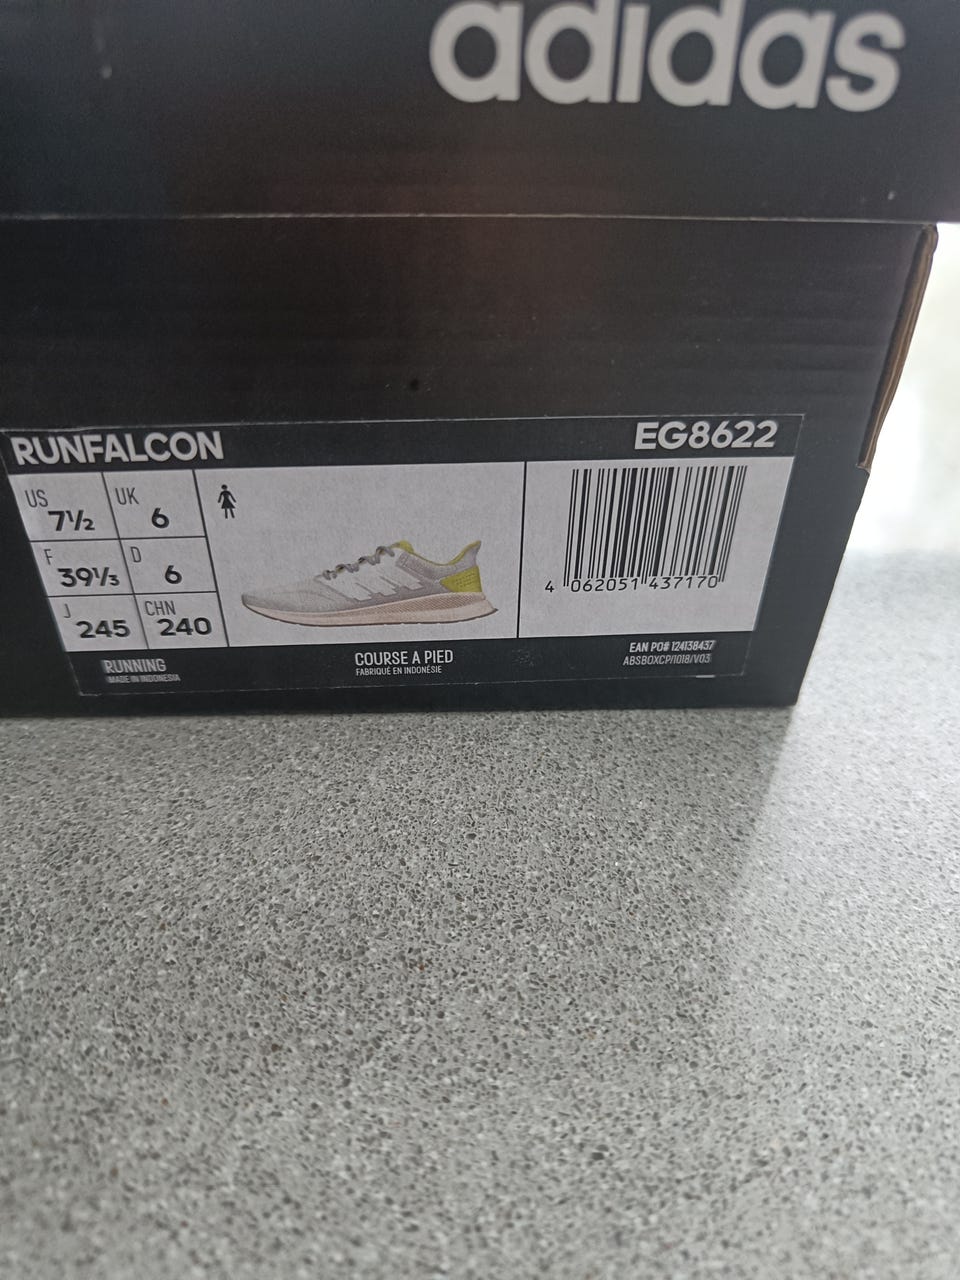 adidas
RUNFALCON EG8622
US 7½ UK 6
F 39⅓ D 6
J 245 CHN 240
4 062051 437170
RUNNING
MADE IN INDONESIA
COURSE A PIED
FABRIQUÉ EN INDONÉSIE
EAN PO# 124138437
ABSBOXCP/1018/V03